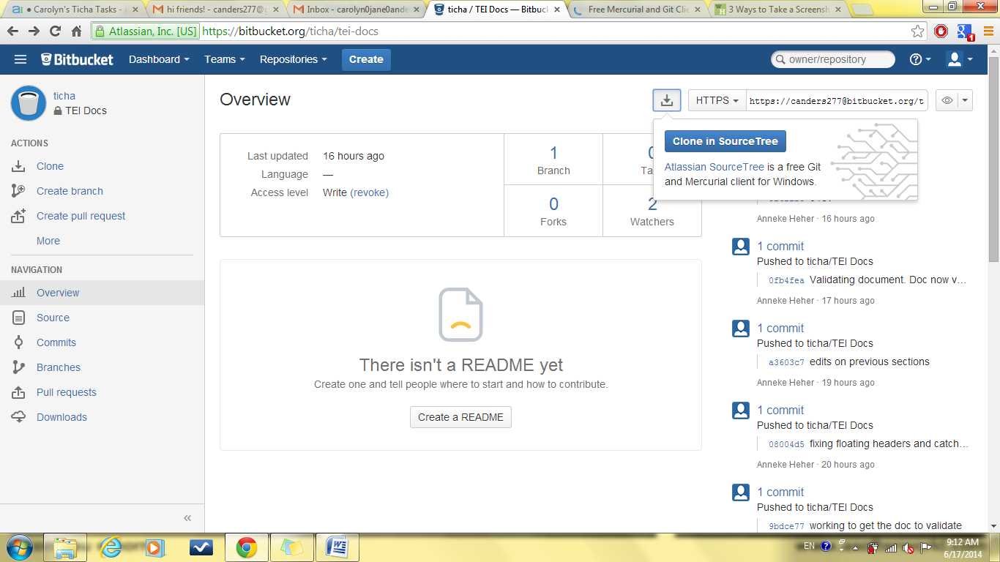 Carolyn's Ticha Tasks - A
hi friends! - canders277@g
Inbox - carolyn0jane0ande
ticha / TEI Docs — Bitbuc
Free Mercurial and Git Clie
3 Ways to Take a Screensh
Atlassian, Inc. [US] https://bitbucket.org/ticha/tei-docs
1
Bitbucket Dashboard Teams Repositories Create owner/repository
ticha
TEI Docs
ACTIONS
Clone
Create branch
Create pull request
More
NAVIGATION
Overview
Source
Commits
Branches
Pull requests
Downloads
«
Overview
HTTPS https://canders277@bitbucket.org/t
Clone in SourceTree
Atlassian SourceTree is a free Git
and Mercurial client for Windows.
Last updated 16 hours ago
Language —
Access level Write (revoke)
1
Branch
0
Forks
2
Watchers
There isn't a README yet
Create one and tell people where to start and how to contribute.
Create a README
Anneke Heher · 16 hours ago
1 commit
Pushed to ticha/TEI Docs
0fb4fea Validating document. Doc now v…
Anneke Heher · 17 hours ago
1 commit
Pushed to ticha/TEI Docs
a3603c7 edits on previous sections
Anneke Heher · 19 hours ago
1 commit
Pushed to ticha/TEI Docs
08004d5 fixing floating headers and catch…
Anneke Heher · 20 hours ago
1 commit
Pushed to ticha/TEI Docs
9bdce77 working to get the doc to validate
EN
9:12 AM
6/17/2014